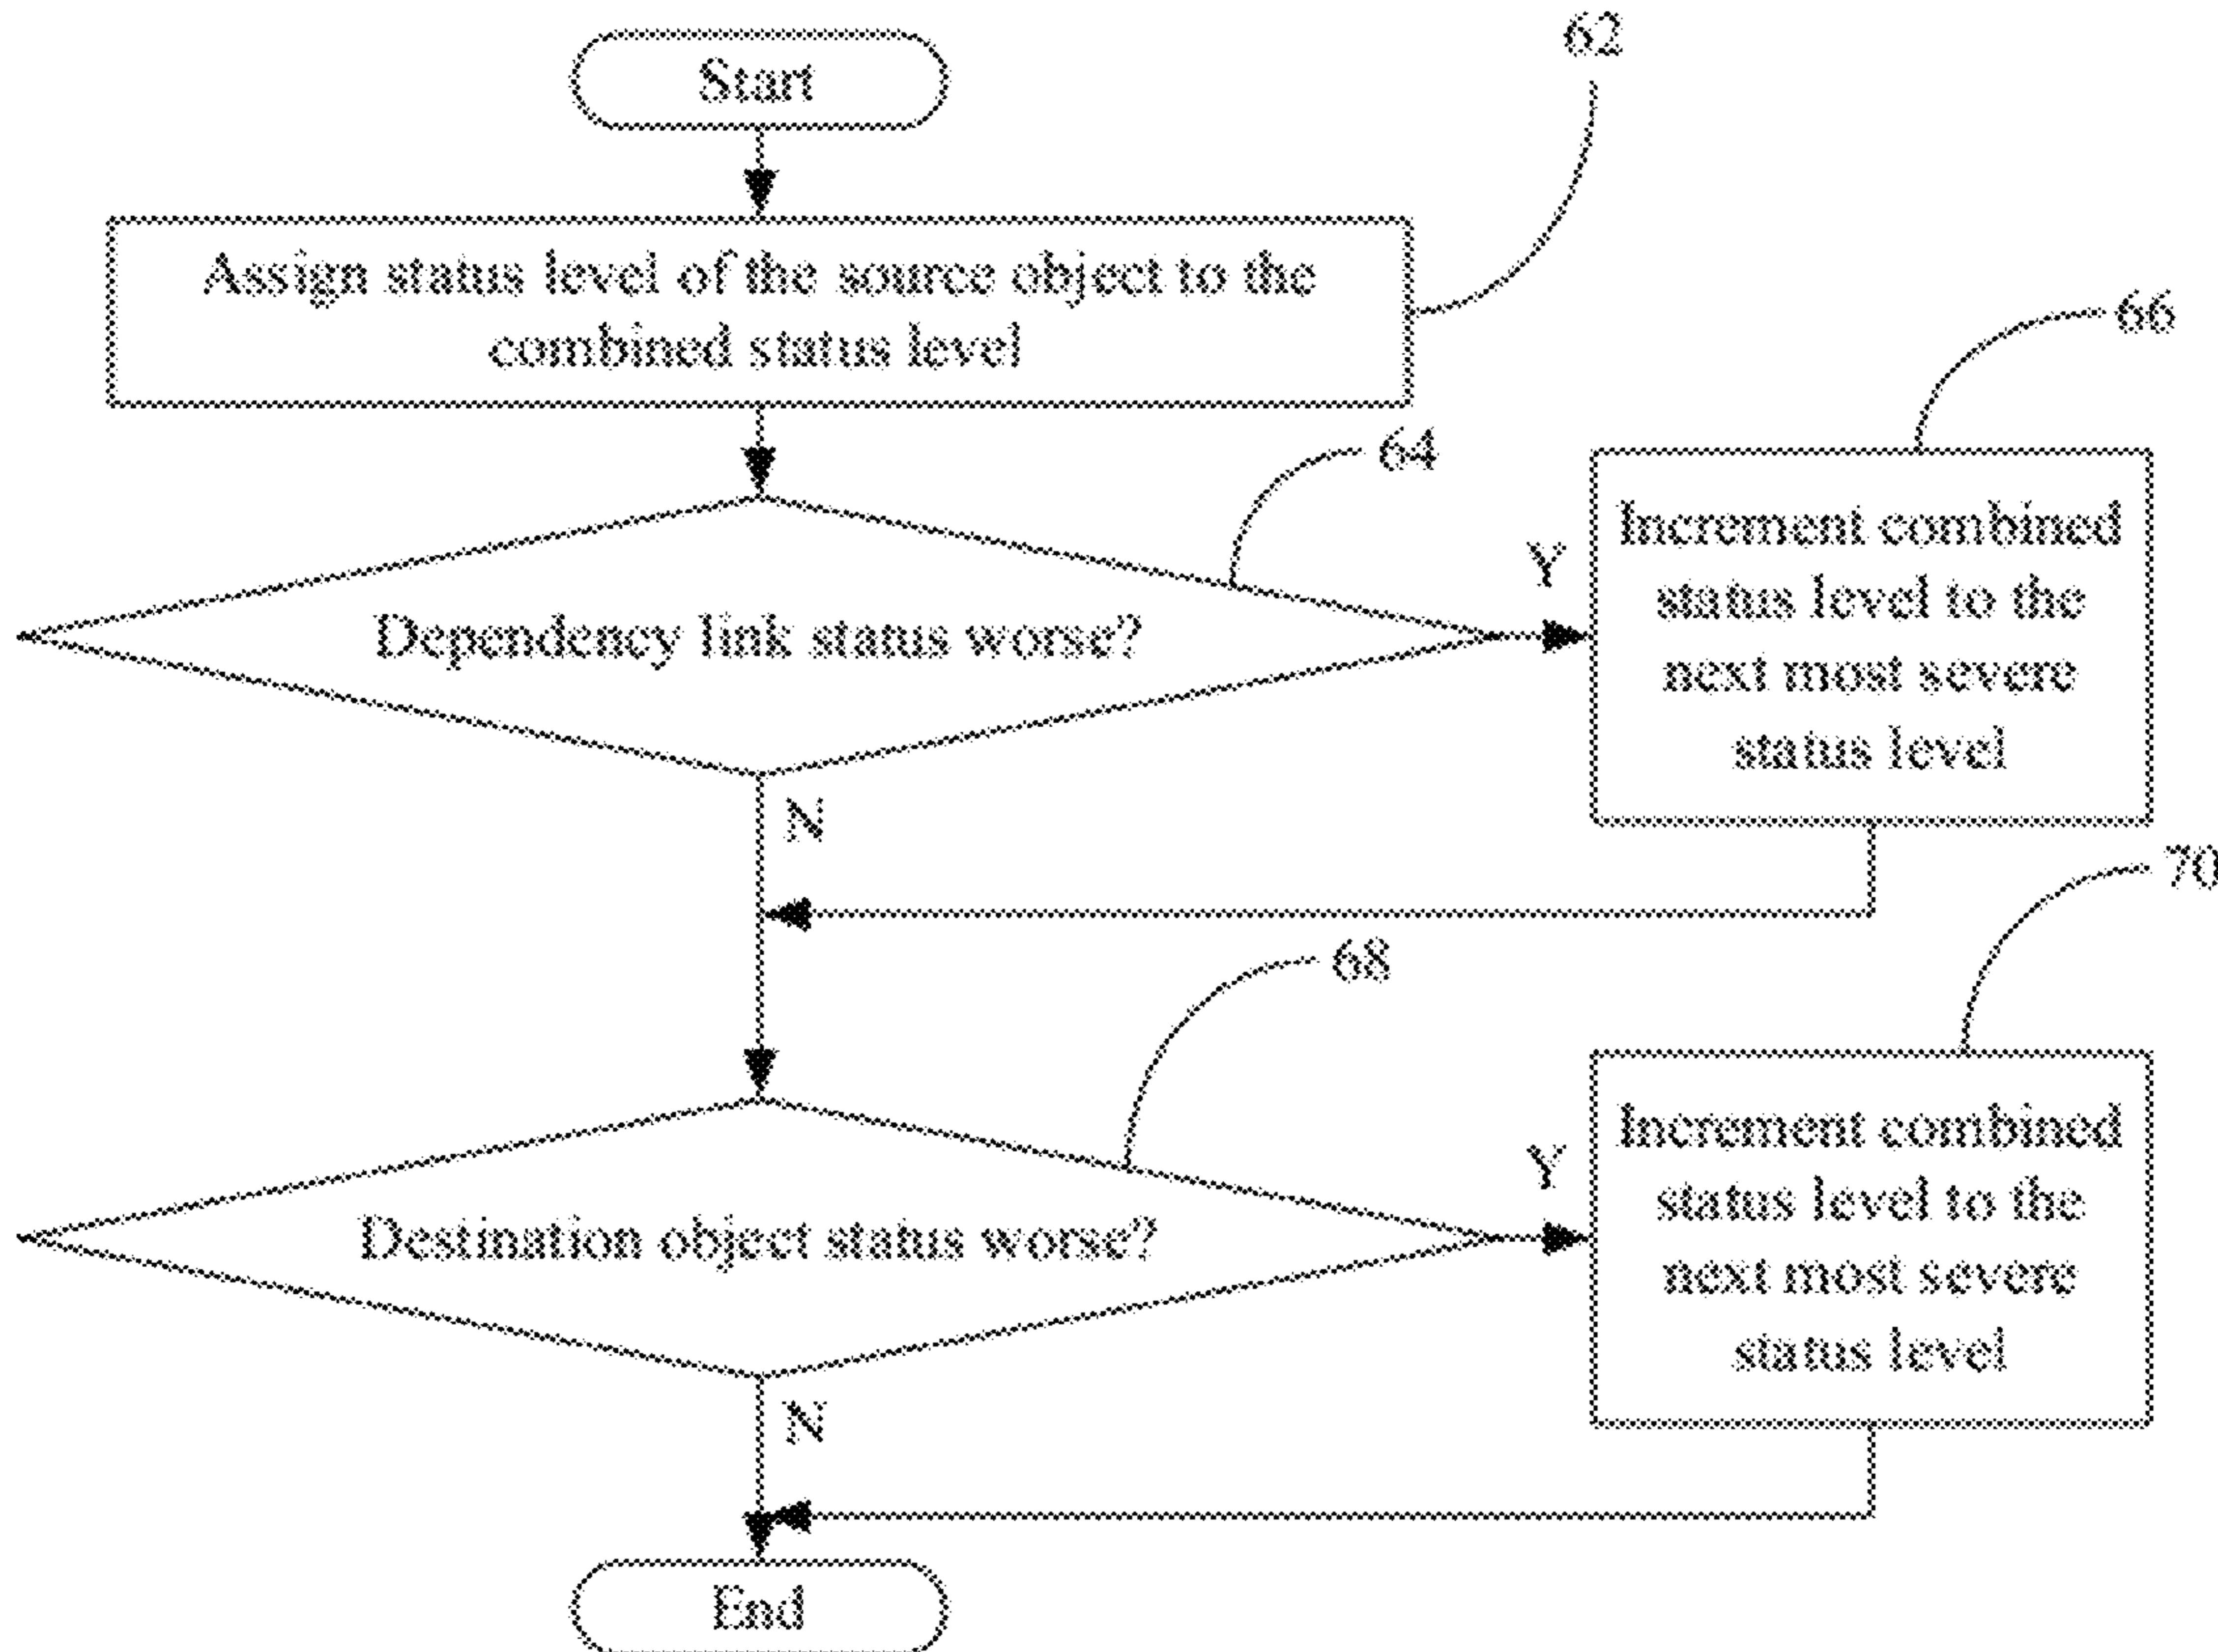 Start
62
Assign status level of the source object to the
combined status level
64
66
Dependency link status worse?
Y
Increment combined
status level to the
next most severe
status level
N
68
70
Destination object status worse?
Y
Increment combined
status level to the
next most severe
status level
N
End